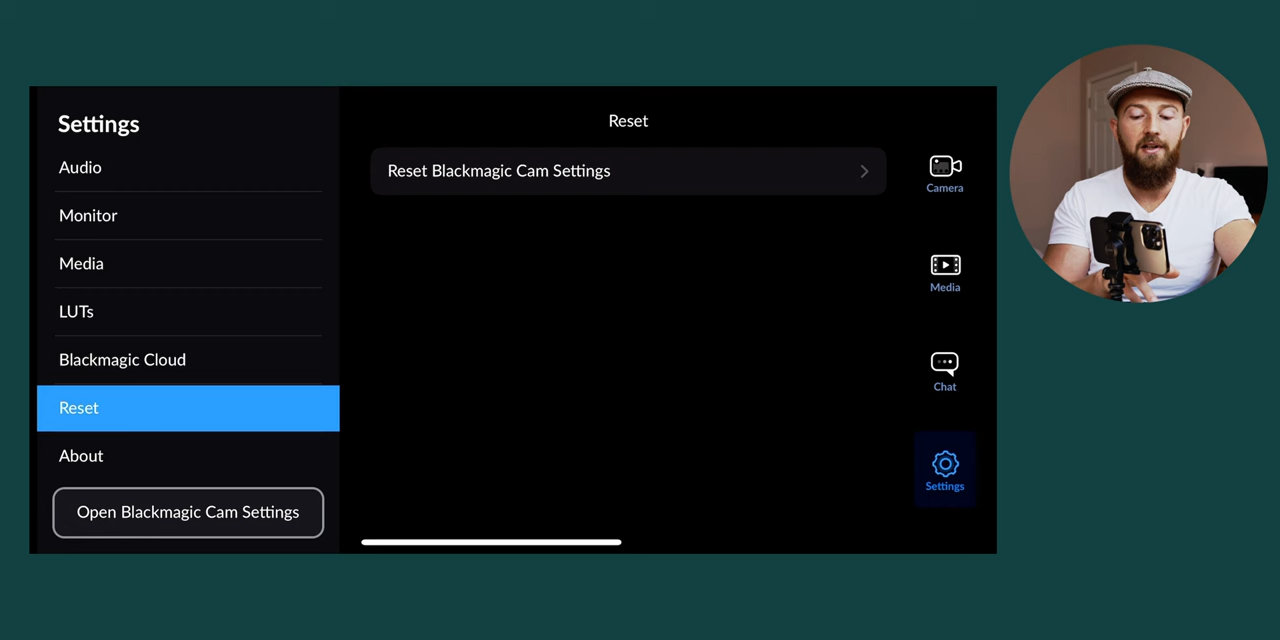 Settings
Audio
Monitor
Media
LUTs
Blackmagic Cloud
Reset
About
Open Blackmagic Cam Settings
Reset
Reset Blackmagic Cam Settings
Camera
Media
Chat
Settings